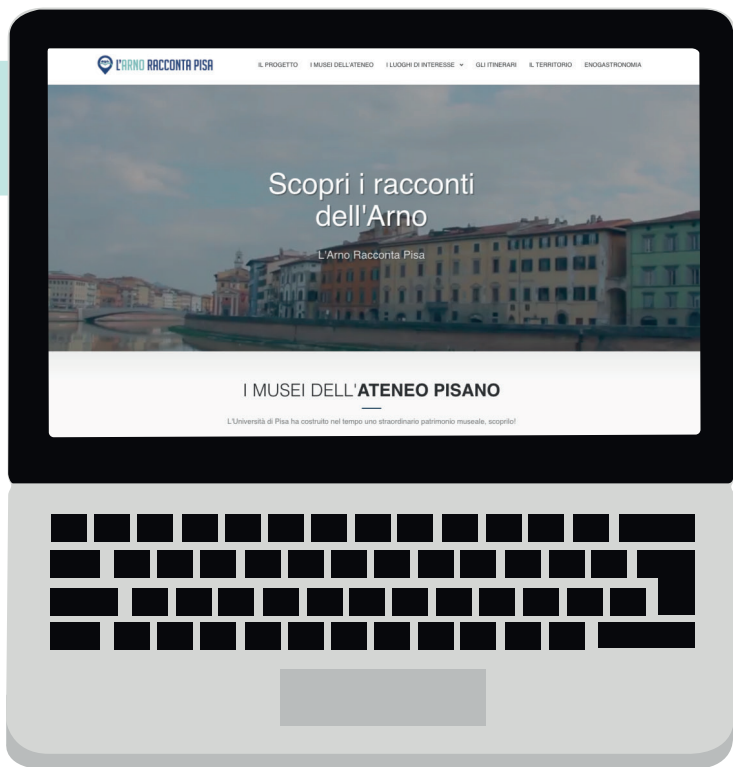 L'ARNO RACCONTA PISA
IL PROGETTO I MUSEI DELL'ATENEO I LUOGHI DI INTERESSE GLI ITINERARI IL TERRITORIO ENOGASTRONOMIA
Scopri i racconti
dell'Arno
L'Arno Racconta Pisa
I MUSEI DELL'ATENEO PISANO
L'Università di Pisa ha costruito nel tempo uno straordinario patrimonio museale, scoprilo!